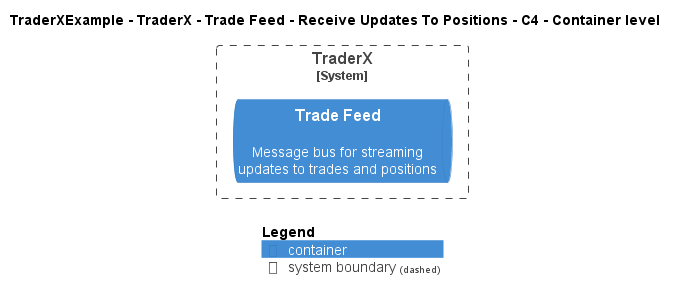 TraderXExample - TraderX - Trade Feed - Receive Updates To Positions - C4 - Container level
TraderX
[System]
Trade Feed
Message bus for streaming
updates to trades and positions
Legend
container
system boundary (dashed)